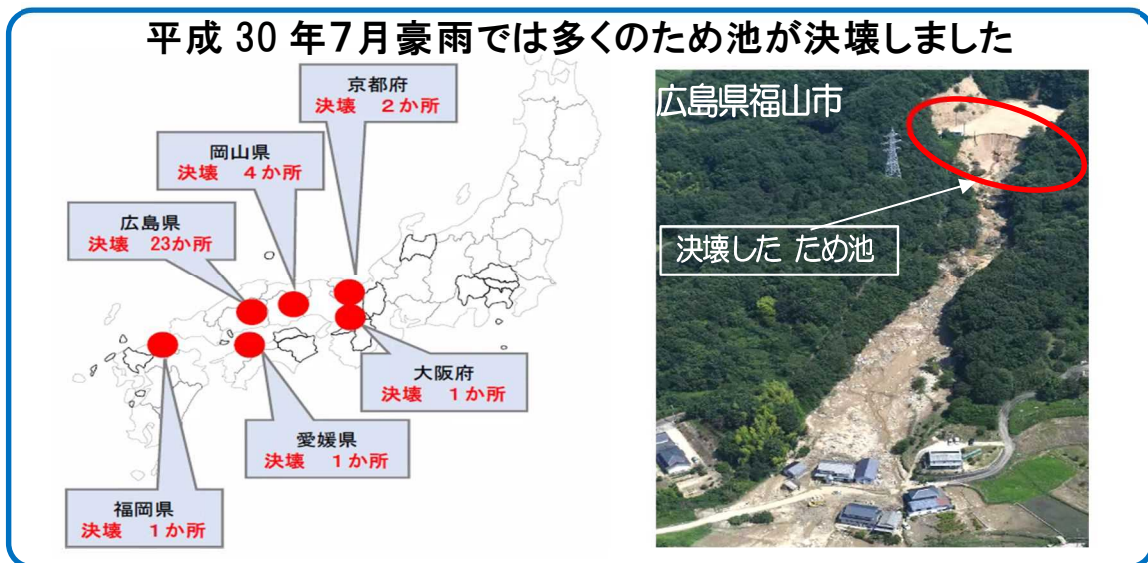 平成 30 年７月豪雨では多くのため池が決壊しました
京都府
決壊　２か所
岡山県
決壊　４か所
広島県
決壊　23か所
大阪府
決壊　１か所
愛媛県
決壊　１か所
福岡県
決壊　１か所
広島県福山市
決壊した ため池